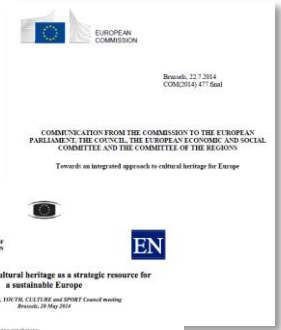 EUROPEAN
COMMISSION
Brussels, 22.7.2014
COM(2014) 477 final
COMMUNICATION FROM THE COMMISSION TO THE EUROPEAN
PARLIAMENT, THE COUNCIL, THE EUROPEAN ECONOMIC AND SOCIAL
COMMITTEE AND THE COMMITTEE OF THE REGIONS
Towards an integrated approach to cultural heritage for Europe
EN
ultural heritage as a strategic resource for
a sustainable Europe
, YOUTH, CULTURE and SPORT Council meeting
Brussels, 20 May 2014